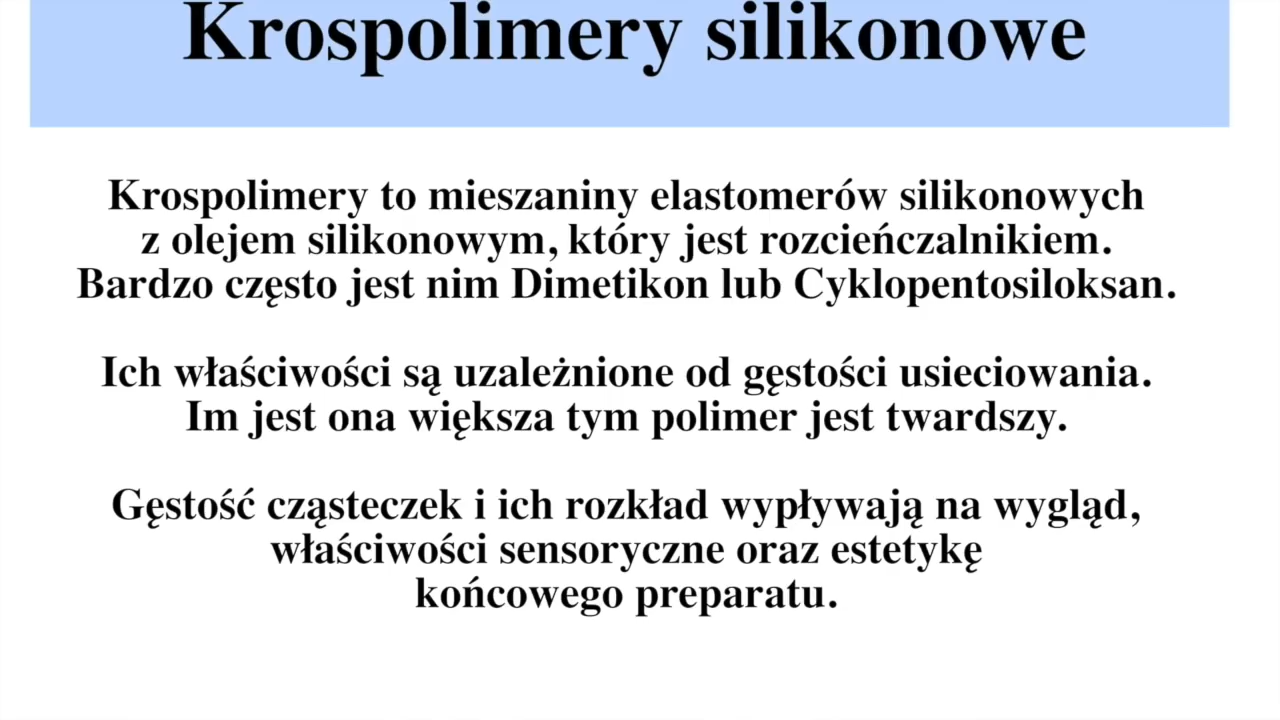 Krospolimery silikonowe
Krospolimery to mieszaniny elastomerów silikonowych
z olejem silikonowym, który jest rozcieńczalnikiem.
Bardzo często jest nim Dimetikon lub Cyklopentosiloksan.
Ich właściwości są uzależnione od gęstości usieciowania.
Im jest ona większa tym polimer jest twardszy.
Gęstość cząsteczek i ich rozkład wypływają na wygląd,
właściwości sensoryczne oraz estetykę
końcowego preparatu.